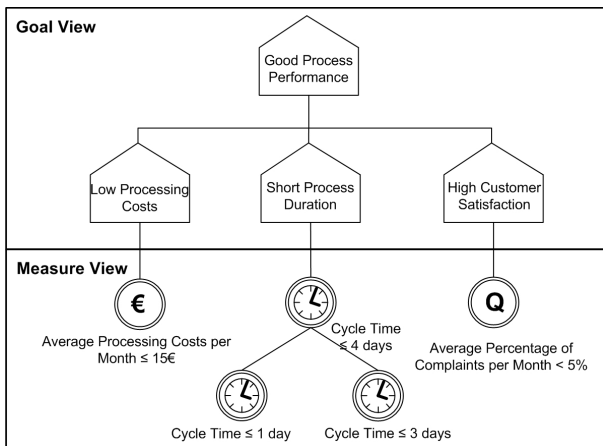 Goal View
Good Process
Performance
Low Processing
Costs
Short Process
Duration
High Customer
Satisfaction
Measure View
€
Q
Average Processing Costs per
Month ≤ 15€
Cycle Time
≤ 4 days
Average Percentage of
Complaints per Month < 5%
Cycle Time ≤ 1 day
Cycle Time ≤ 3 days